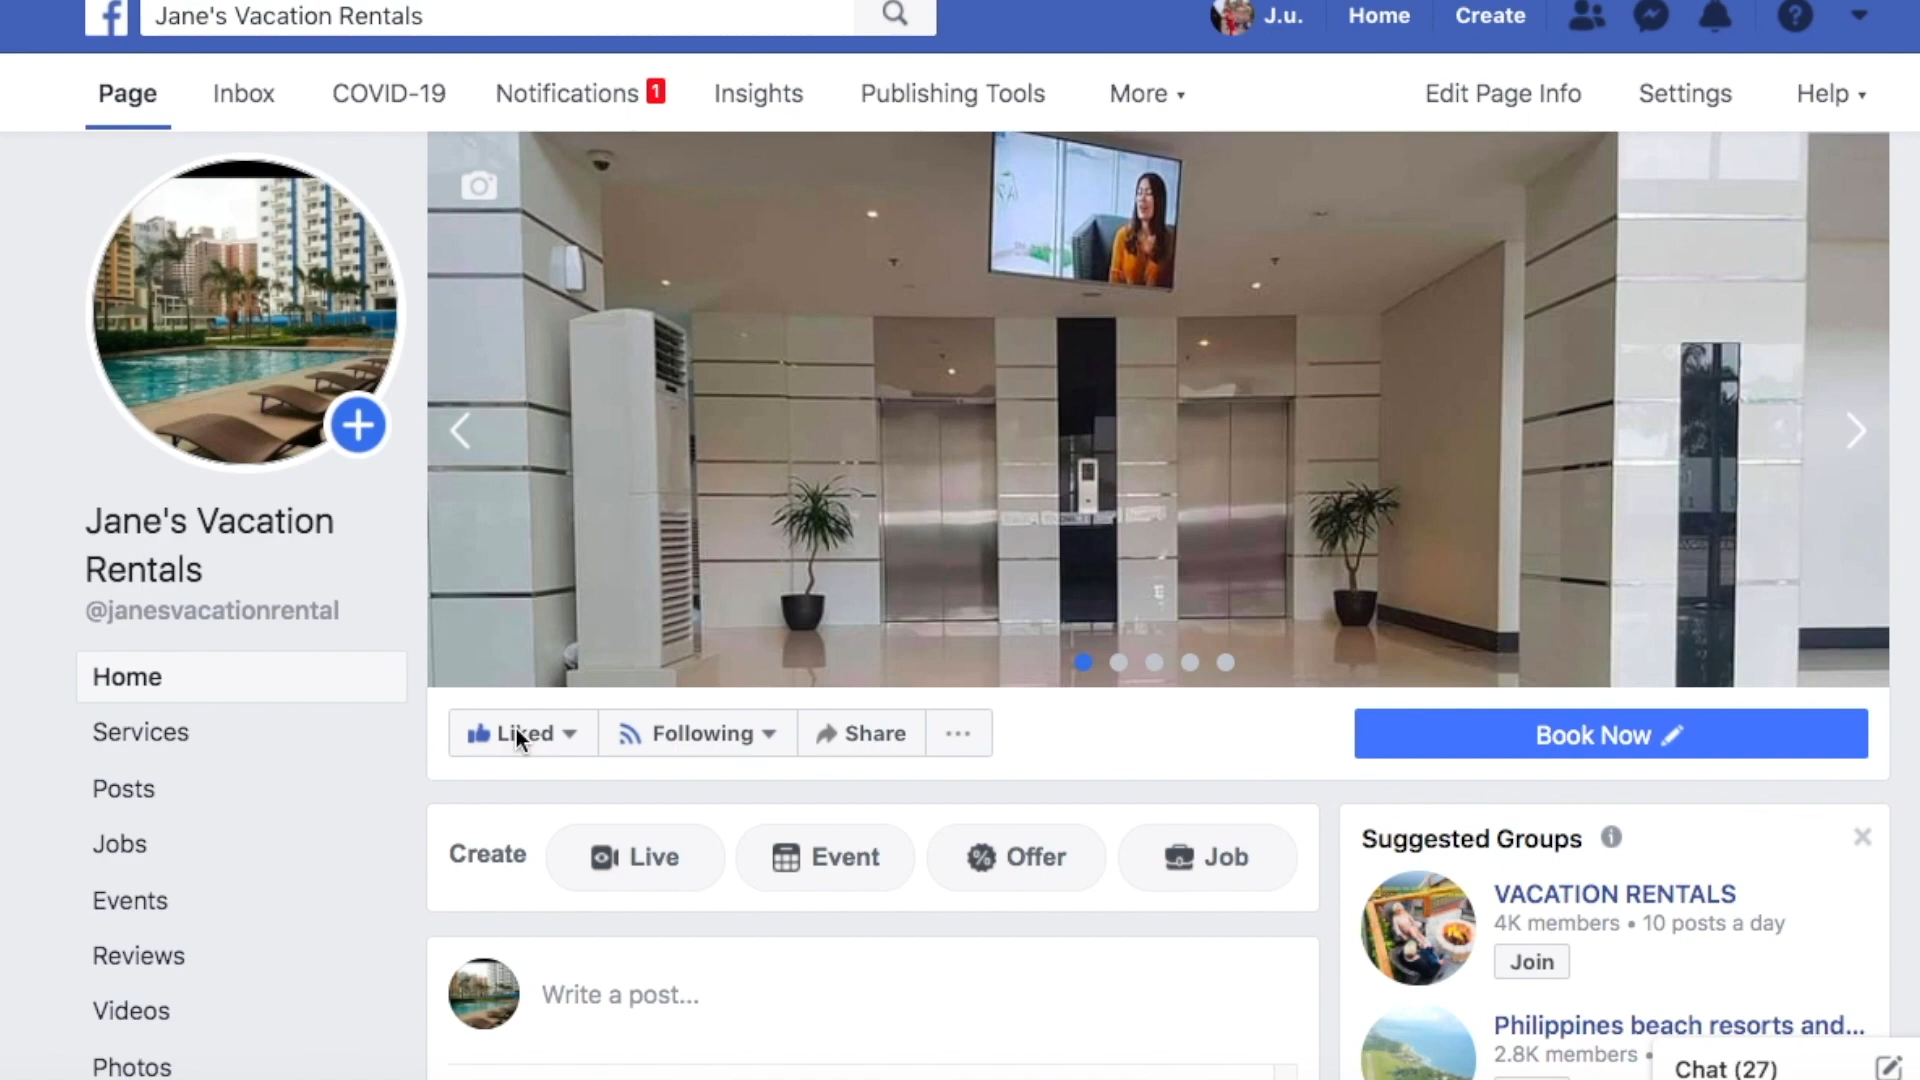 Jane's Vacation Rentals
J.u. Home Create
Page Inbox COVID-19 Notifications 1 Insights Publishing Tools More Edit Page Info Settings Help
Jane's Vacation
Rentals
@janesvacationrental
Home
Services
Posts
Jobs
Events
Reviews
Videos
Photos
Liked Following Share ...
Book Now
Create Live Event Offer Job
Write a post...
Suggested Groups
VACATION RENTALS
4K members • 10 posts a day
Join
Philippines beach resorts and...
2.8K members •
Chat (27)